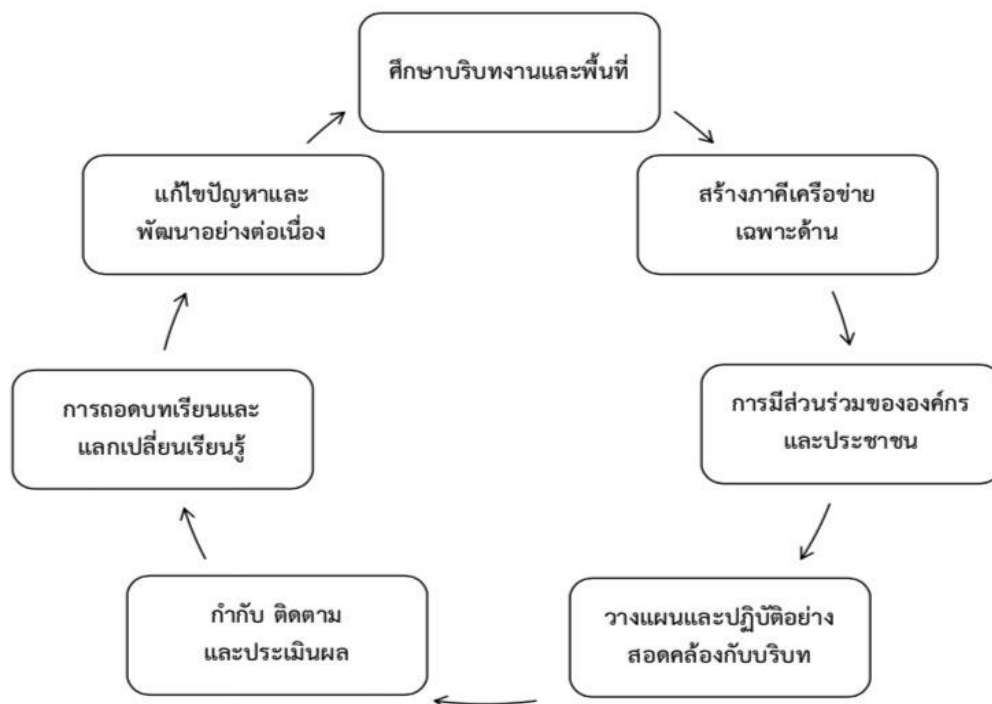 ศึกษาบริบทงานและพื้นที่
สร้างภาคีเครือข่าย
เฉพาะด้าน
การมีส่วนร่วมขององค์กร
และประชาชน
วางแผนและปฏิบัติอย่าง
สอดคล้องกับบริบท
กำกับ ติดตาม
และประเมินผล
การถอดบทเรียนและ
แลกเปลี่ยนเรียนรู้
แก้ไขปัญหาและ
พัฒนาอย่างต่อเนื่อง